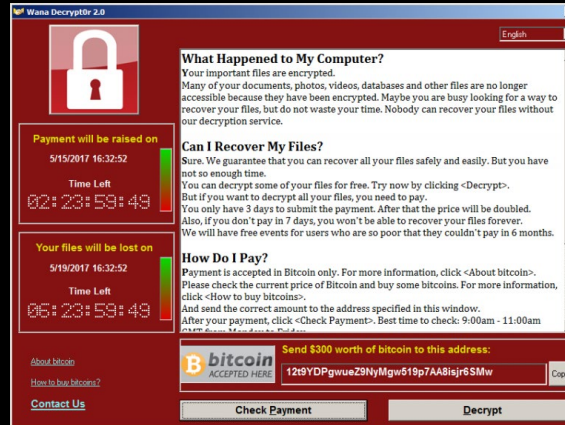 Wana Decrypt0r 2.0
English
What Happened to My Computer?
Your important files are encrypted.
Many of your documents, photos, videos, databases and other files are no longer
accessible because they have been encrypted. Maybe you are busy looking for a way to
recover your files, but do not waste your time. Nobody can recover your files without
our decryption service.
Can I Recover My Files?
Sure. We guarantee that you can recover all your files safely and easily. But you have
not so enough time.
You can decrypt some of your files for free. Try now by clicking <Decrypt>.
But if you want to decrypt all your files, you need to pay.
You only have 3 days to submit the payment. After that the price will be doubled.
Also, if you don't pay in 7 days, you won't be able to recover your files forever.
We will have free events for users who are so poor that they couldn't pay in 6 months.
How Do I Pay?
Payment is accepted in Bitcoin only. For more information, click <About bitcoin>.
Please check the current price of Bitcoin and buy some bitcoins. For more information,
click <How to buy bitcoins>.
And send the correct amount to the address specified in this window.
After your payment, click <Check Payment>. Best time to check: 9:00am - 11:00am
GMT from Monday to Friday.
Payment will be raised on
5/15/2017 16:32:52
Time Left
02:23:59:49
Your files will be lost on
5/19/2017 16:32:52
Time Left
06:23:59:49
About bitcoin
How to buy bitcoins?
Contact Us
bitcoin
ACCEPTED HERE
Send $300 worth of bitcoin to this address:
12t9YDPgwueZ9NyMgw519p7AA8isjr6SMw
Cop
Check Payment
Decrypt